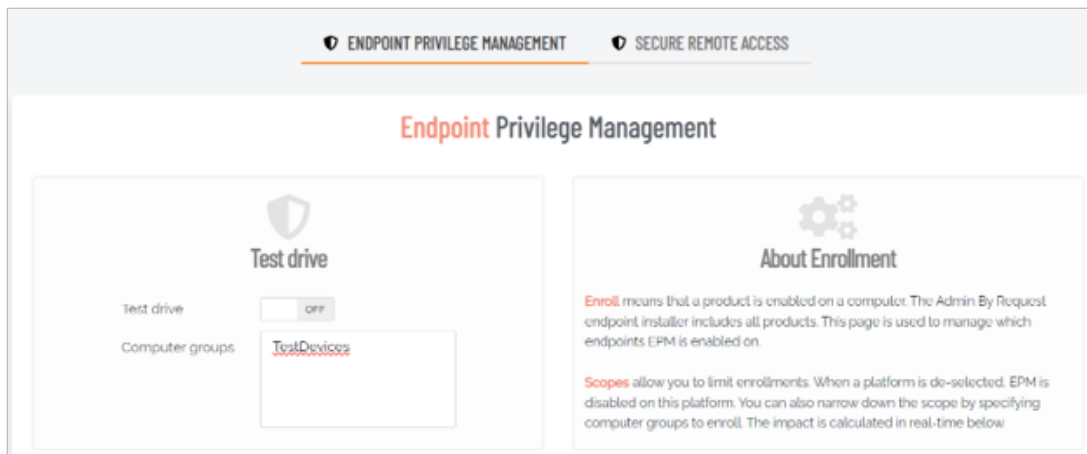 ENDPOINT PRIVILEGE MANAGEMENT
SECURE REMOTE ACCESS
Endpoint Privilege Management
Test drive
Test drive
OFF
Computer groups
TestDevices
About Enrollment
Enroll means that a product is enabled on a computer. The Admin By Request
endpoint installer includes all products. This page is used to manage which
endpoints EPM is enabled on.
Scopes allow you to limit enrollments. When a platform is de-selected, EPM is
disabled on this platform. You can also narrow down the scope by specifying
computer groups to enroll. The impact is calculated in real-time below.